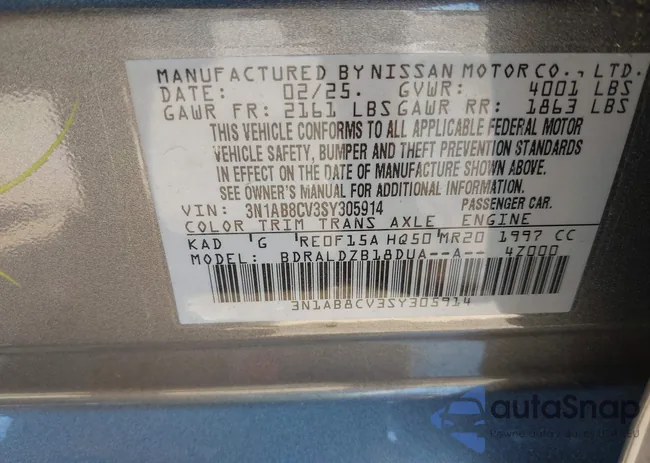 MANUFACTURED BY NISSAN MOTOR CO., LTD.
DATE: 02/25. GVWR: 4001 LBS
GAWR FR: 2161 LBS GAWR RR: 1863 LBS
THIS VEHICLE CONFORMS TO ALL APPLICABLE FEDERAL MOTOR
VEHICLE SAFETY, BUMPER AND THEFT PREVENTION STANDARDS
IN EFFECT ON THE DATE OF MANUFACTURE SHOWN ABOVE.
SEE OWNER'S MANUAL FOR ADDITIONAL INFORMATION.
VIN: 3N1AB8CV3SY305914 PASSENGER CAR.
COLOR TRIM TRANS AXLE ENGINE
KAD G RE0F15A HQ50 MR20 1997 CC
MODEL: BDRALDZB18DUA--A-- 4Z000
3N1AB8CV3SY305914
autoSnap